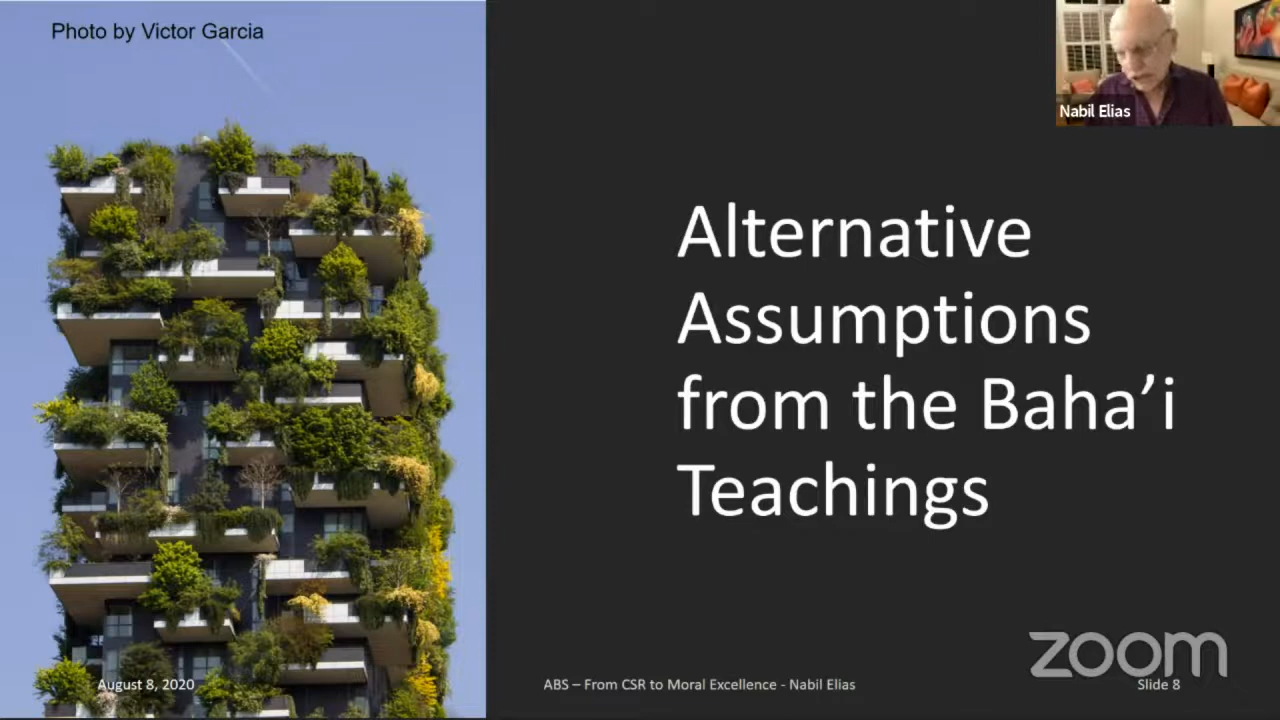 Photo by Victor Garcia
Nabil Elias
Alternative
Assumptions
from the Baha’i
Teachings
zoom
August 8, 2020
ABS – From CSR to Moral Excellence - Nabil Elias
Slide 8